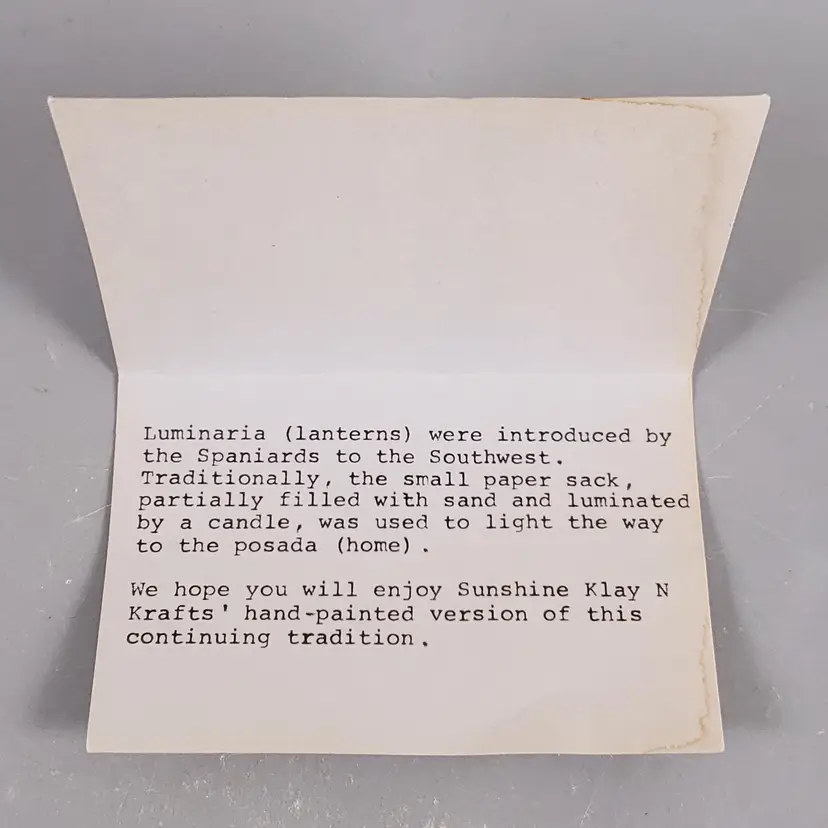 Luminaria (lanterns) were introduced by
the Spaniards to the Southwest.
Traditionally, the small paper sack,
partially filled with sand and luminated
by a candle, was used to light the way
to the posada (home).
We hope you will enjoy Sunshine Klay N
Krafts' hand-painted version of this
continuing tradition.